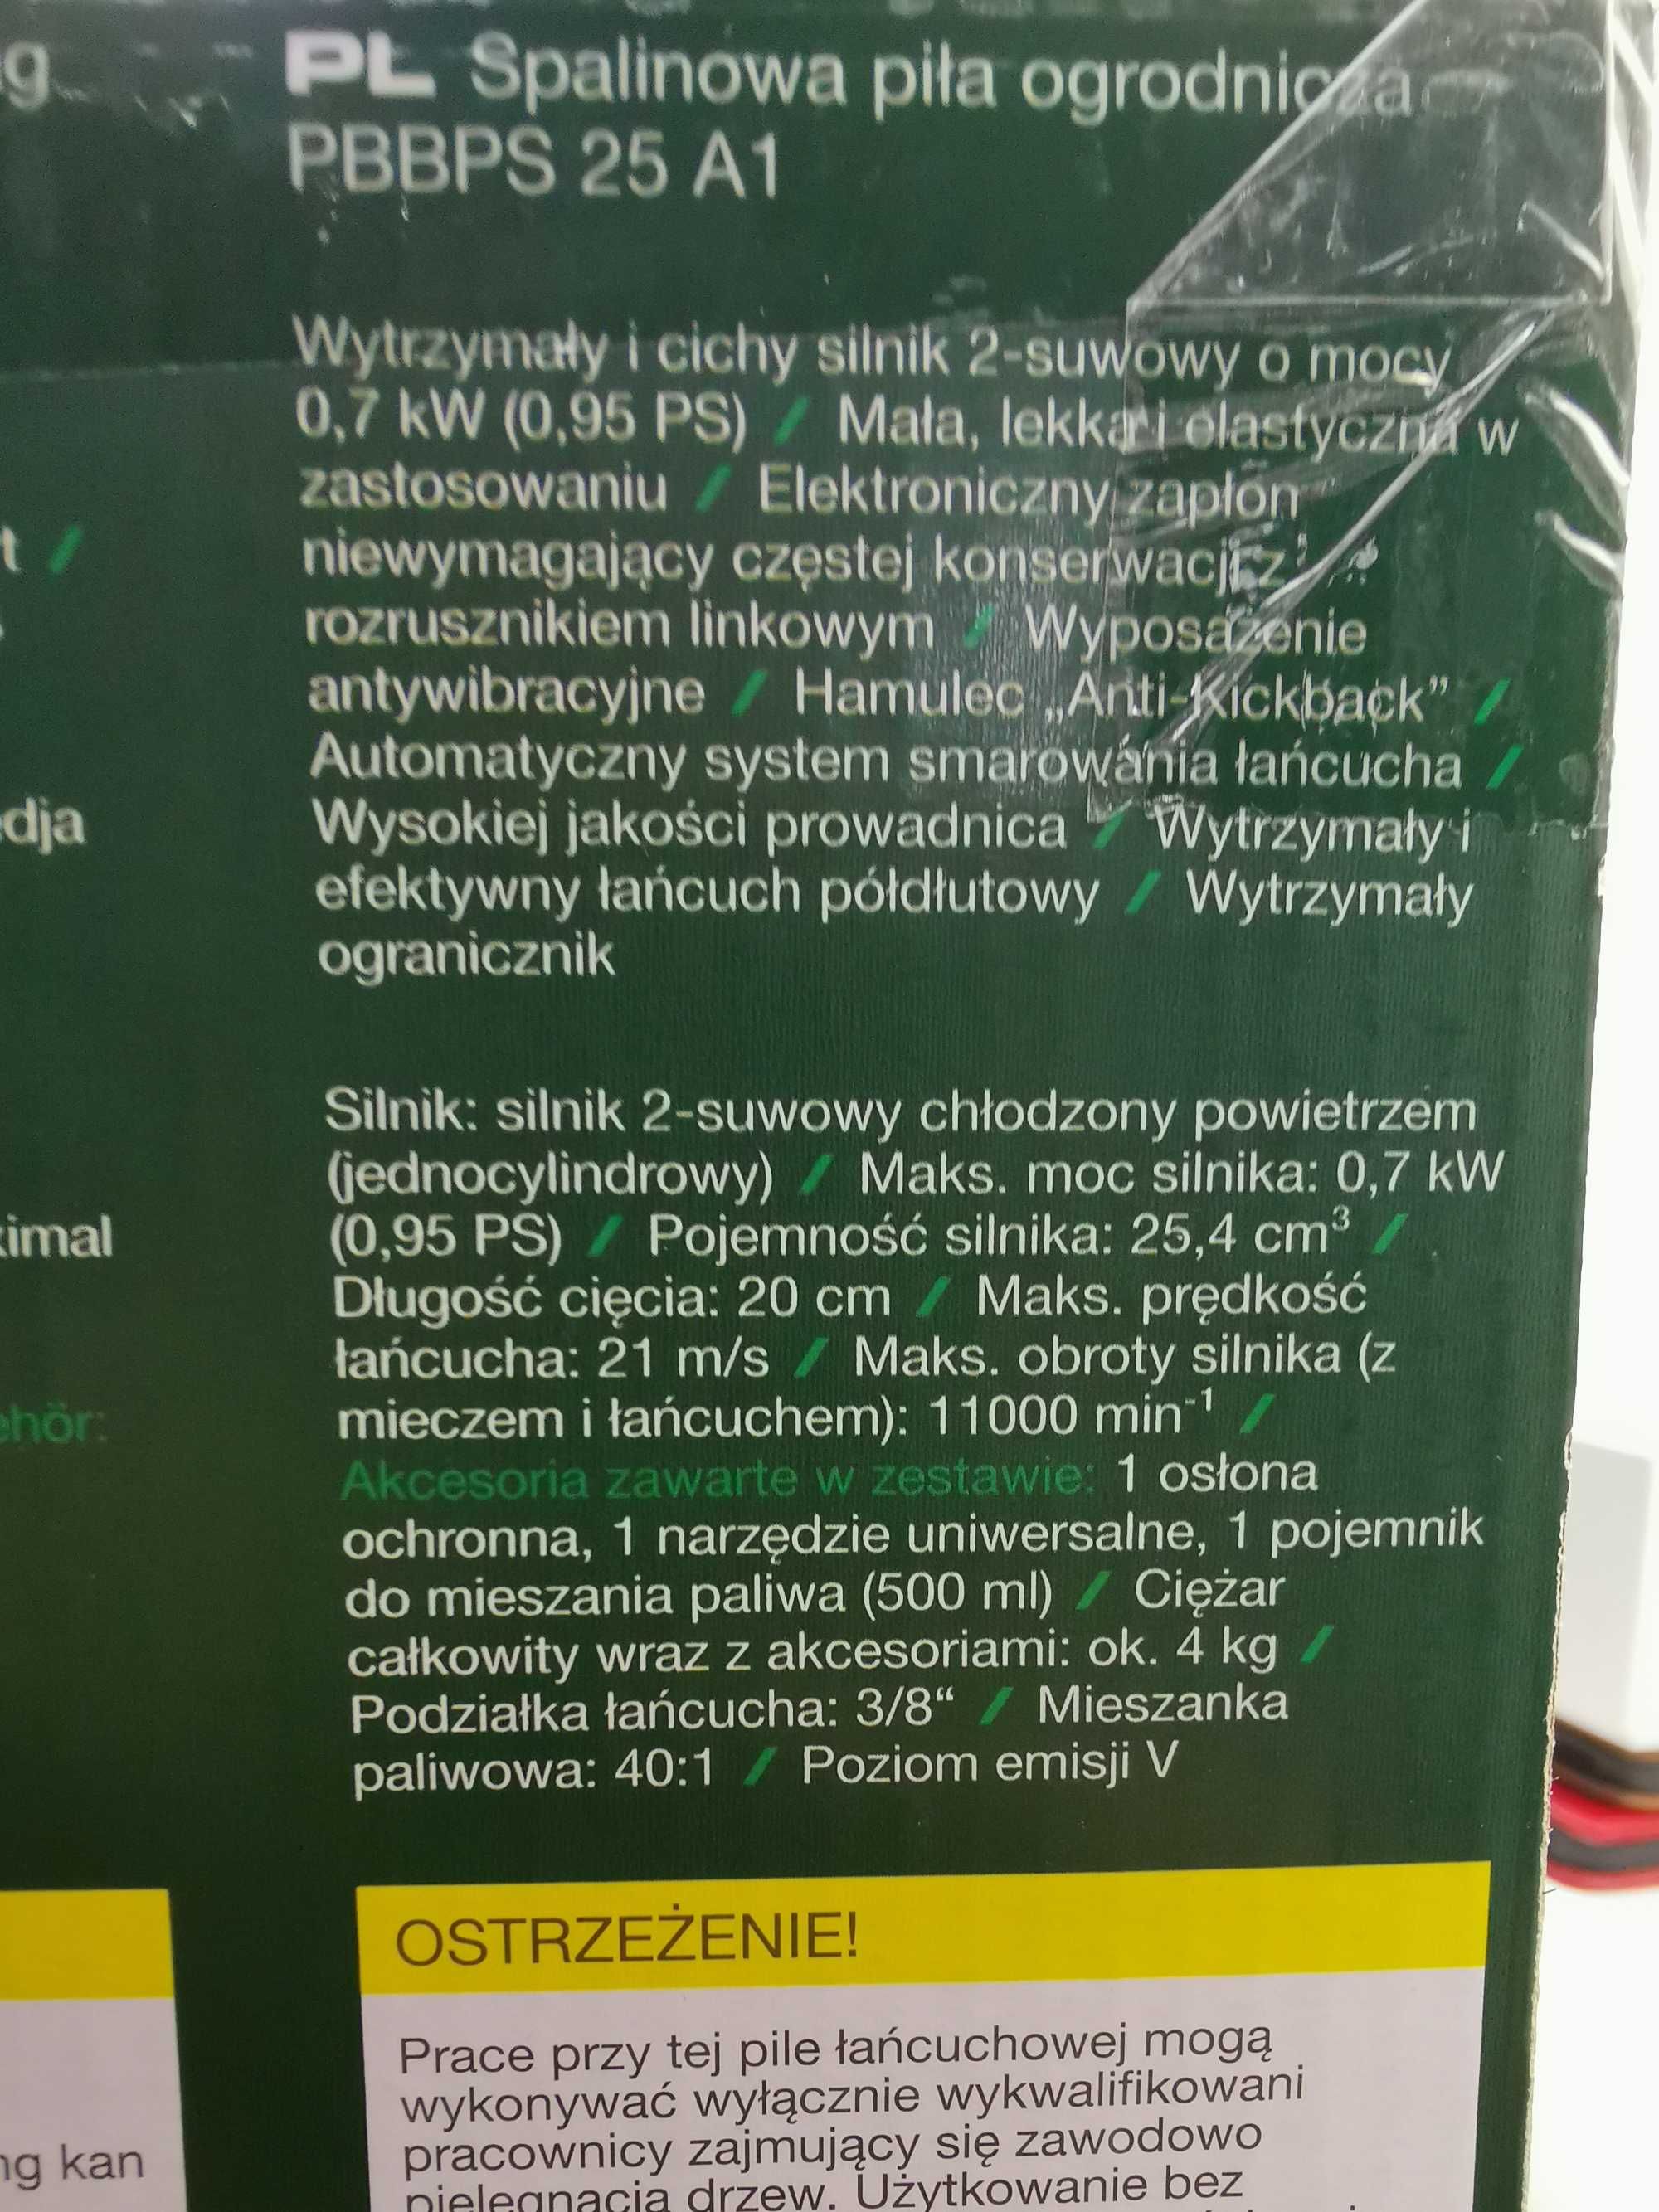 g
PL Spalinowa piła ogrodnicza
PBBPS 25 A1
Wytrzymały i cichy silnik 2-suwowy o mocy
0,7 kW (0,95 PS) / Mała, lekka i elastyczna w
zastosowaniu / Elektroniczny zapłon
niewymagający częstej konserwacji z
rozrusznikiem linkowym / Wyposażenie
antywibracyjne / Hamulec „Anti-Kickback” /
Automatyczny system smarowania łańcucha /
Wysokiej jakości prowadnica / Wytrzymały i
efektywny łańcuch półdłutowy / Wytrzymały
ogranicznik
Silnik: silnik 2-suwowy chłodzony powietrzem
(jednocylindrowy) / Maks. moc silnika: 0,7 kW
(0,95 PS) / Pojemność silnika: 25,4 cm³ /
Długość cięcia: 20 cm / Maks. prędkość
łańcucha: 21 m/s / Maks. obroty silnika (z
mieczem i łańcuchem): 11000 min⁻¹ /
Akcesoria zawarte w zestawie: 1 osłona
ochronna, 1 narzędzie uniwersalne, 1 pojemnik
do mieszania paliwa (500 ml) / Ciężar
całkowity wraz z akcesoriami: ok. 4 kg /
Podziałka łańcucha: 3/8“ / Mieszanka
paliwowa: 40:1 / Poziom emisji V
OSTRZEŻENIE!
Prace przy tej pile łańcuchowej mogą
wykonywać wyłącznie wykwalifikowani
pracownicy zajmujący się zawodowo
pielęgnacją drzew. Użytkowanie bez
t /
dja
imal
ehör:
ng kan